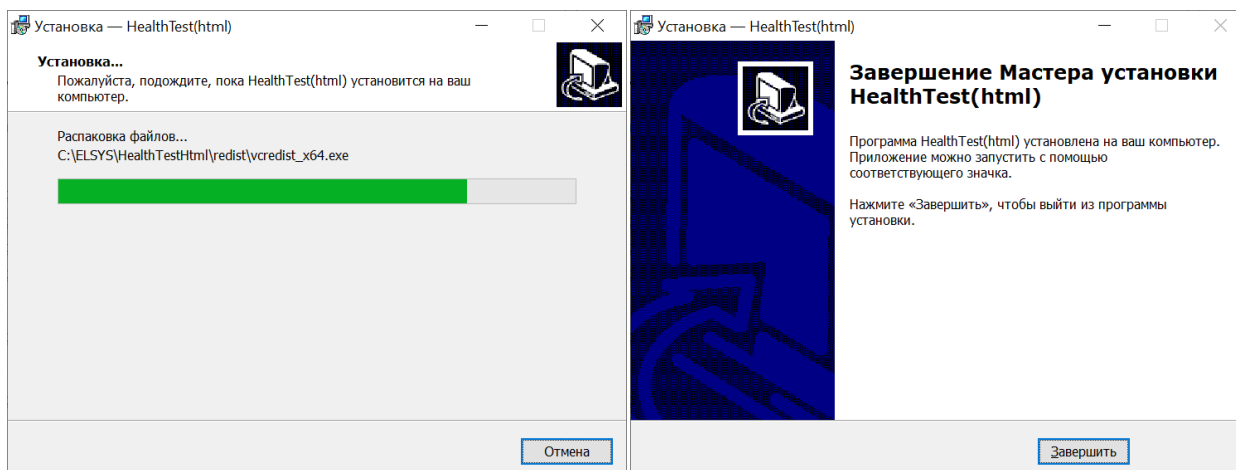 Установка — HealthTest(html)
Установка...
Пожалуйста, подождите, пока HealthTest(html) установится на ваш
компьютер.
Распаковка файлов...
C:\ELSYS\HealthTestHtml\redist\vcredist_x64.exe
Отмена
Установка — HealthTest(html)
Завершение Мастера установки
HealthTest(html)
Программа HealthTest(html) установлена на ваш компьютер.
Приложение можно запустить с помощью
соответствующего значка.
Нажмите «Завершить», чтобы выйти из программы
установки.
Завершить